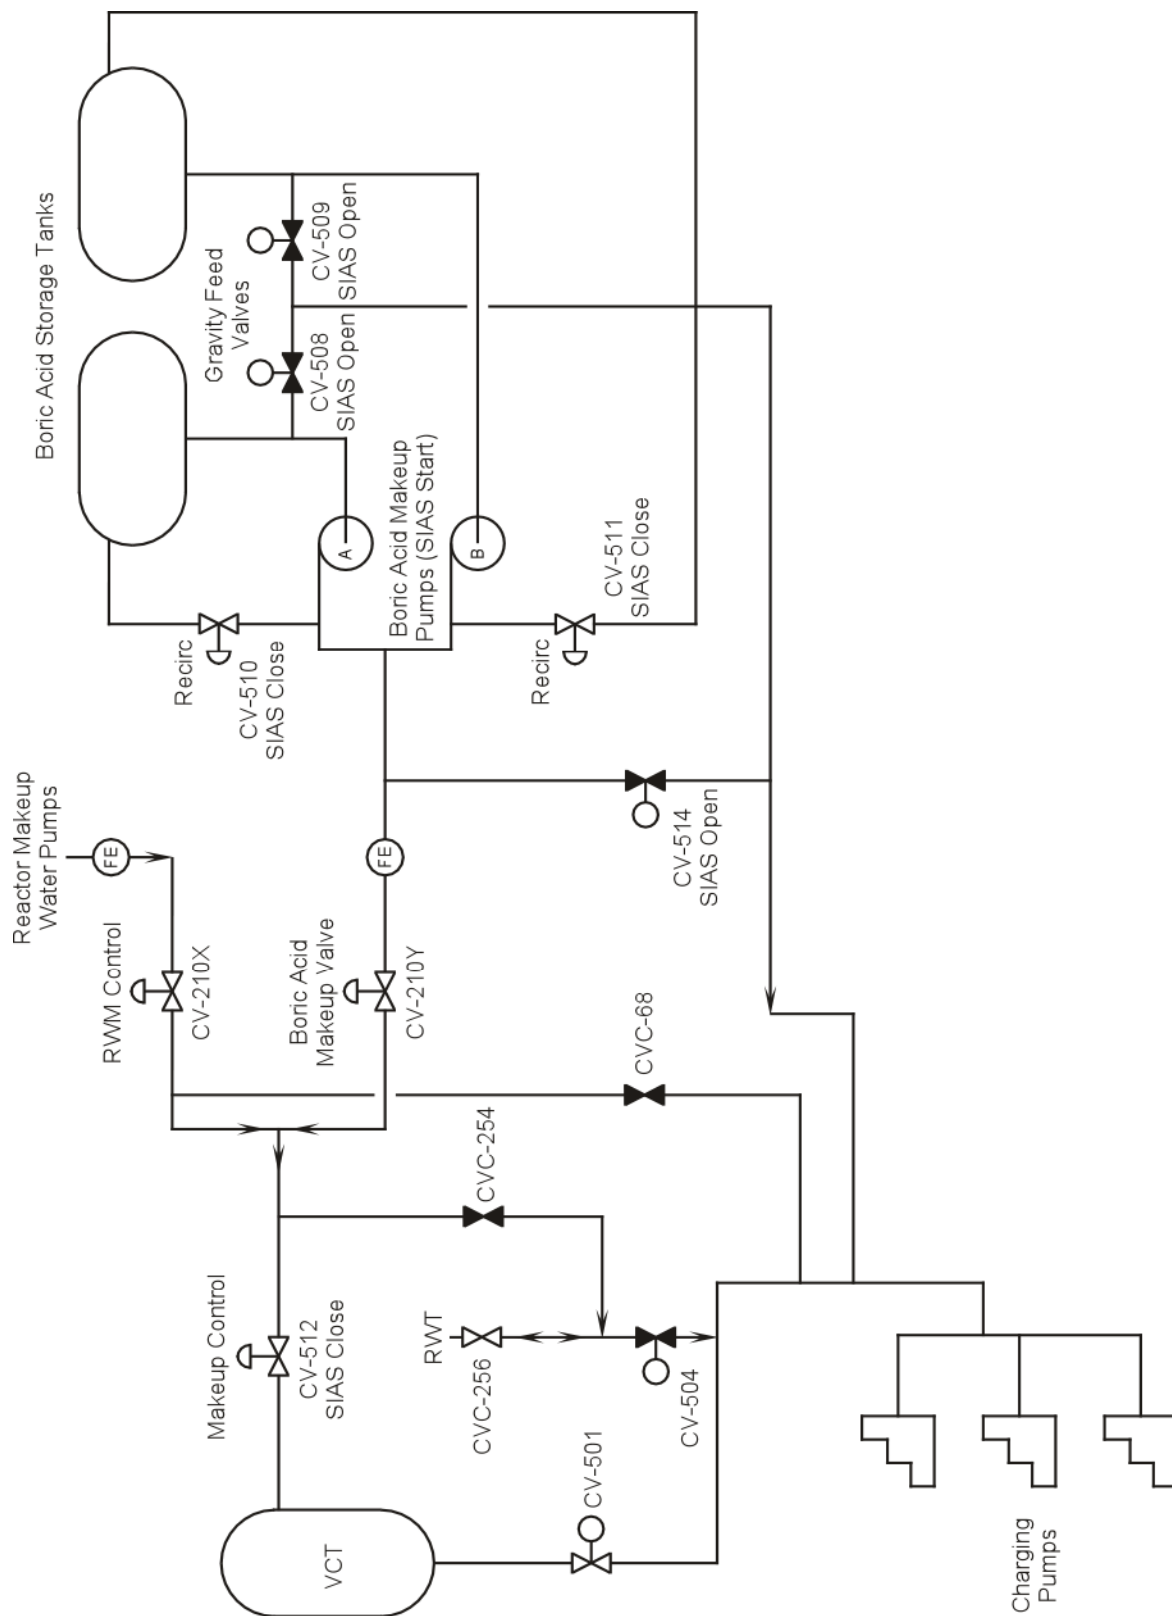 Boric Acid Storage Tanks
Gravity Feed
Valves
CV-509
SIAS Open
CV-508
SIAS Open
A
B
Boric Acid Makeup
Pumps (SIAS Start)
Recirc
CV-510
SIAS Close
Recirc
CV-511
SIAS Close
Reactor Makeup
Water Pumps
FE
RWM Control
CV-210X
FE
Boric Acid
Makeup Valve
CV-210Y
CV-514
SIAS Open
CVC-68
CVC-254
Makeup Control
CV-512
SIAS Close
RWT
CVC-256
CV-504
VCT
CV-501
Charging
Pumps